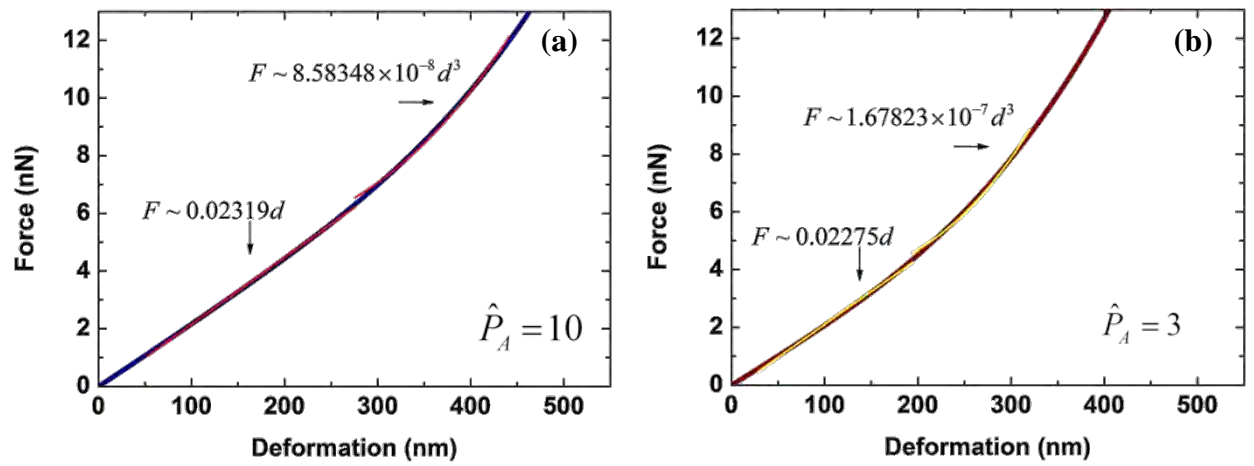 (a)
12
10
8
6
4
2
0
Force (nN)
F ~ 8.58348×10⁻⁸ d³
F ~ 0.02319d
P̂_A = 10
0 100 200 300 400 500
Deformation (nm)
(b)
12
10
8
6
4
2
0
Force (nN)
F ~ 1.67823×10⁻⁷ d³
F ~ 0.02275d
P̂_A = 3
0 100 200 300 400 500
Deformation (nm)